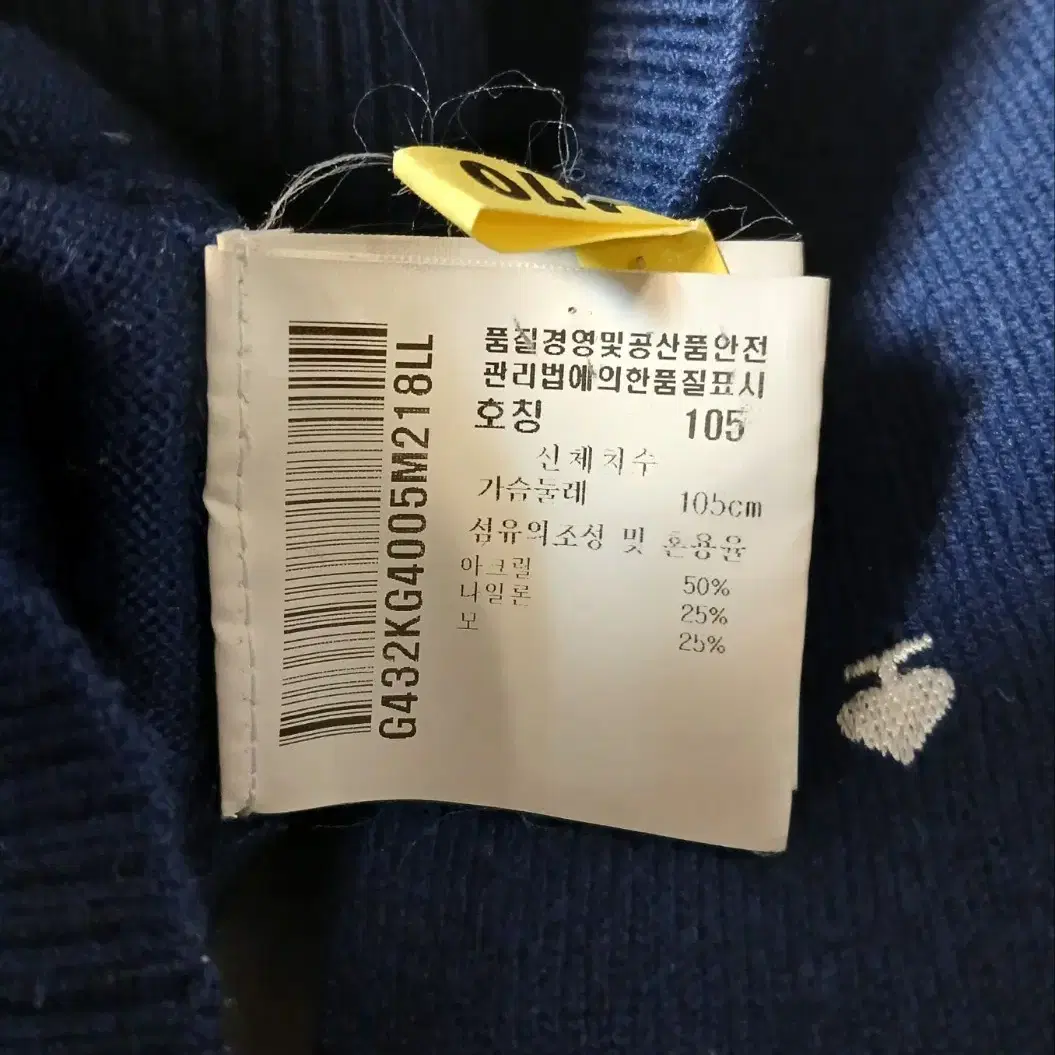 품질경영및공산품안전
관리법에의한품질표시
호칭 105
신체치수
가슴둘레 105cm
섬유의조성 및 혼용율
아크릴 50%
나일론 25%
모 25%
G432KG4005M218LL